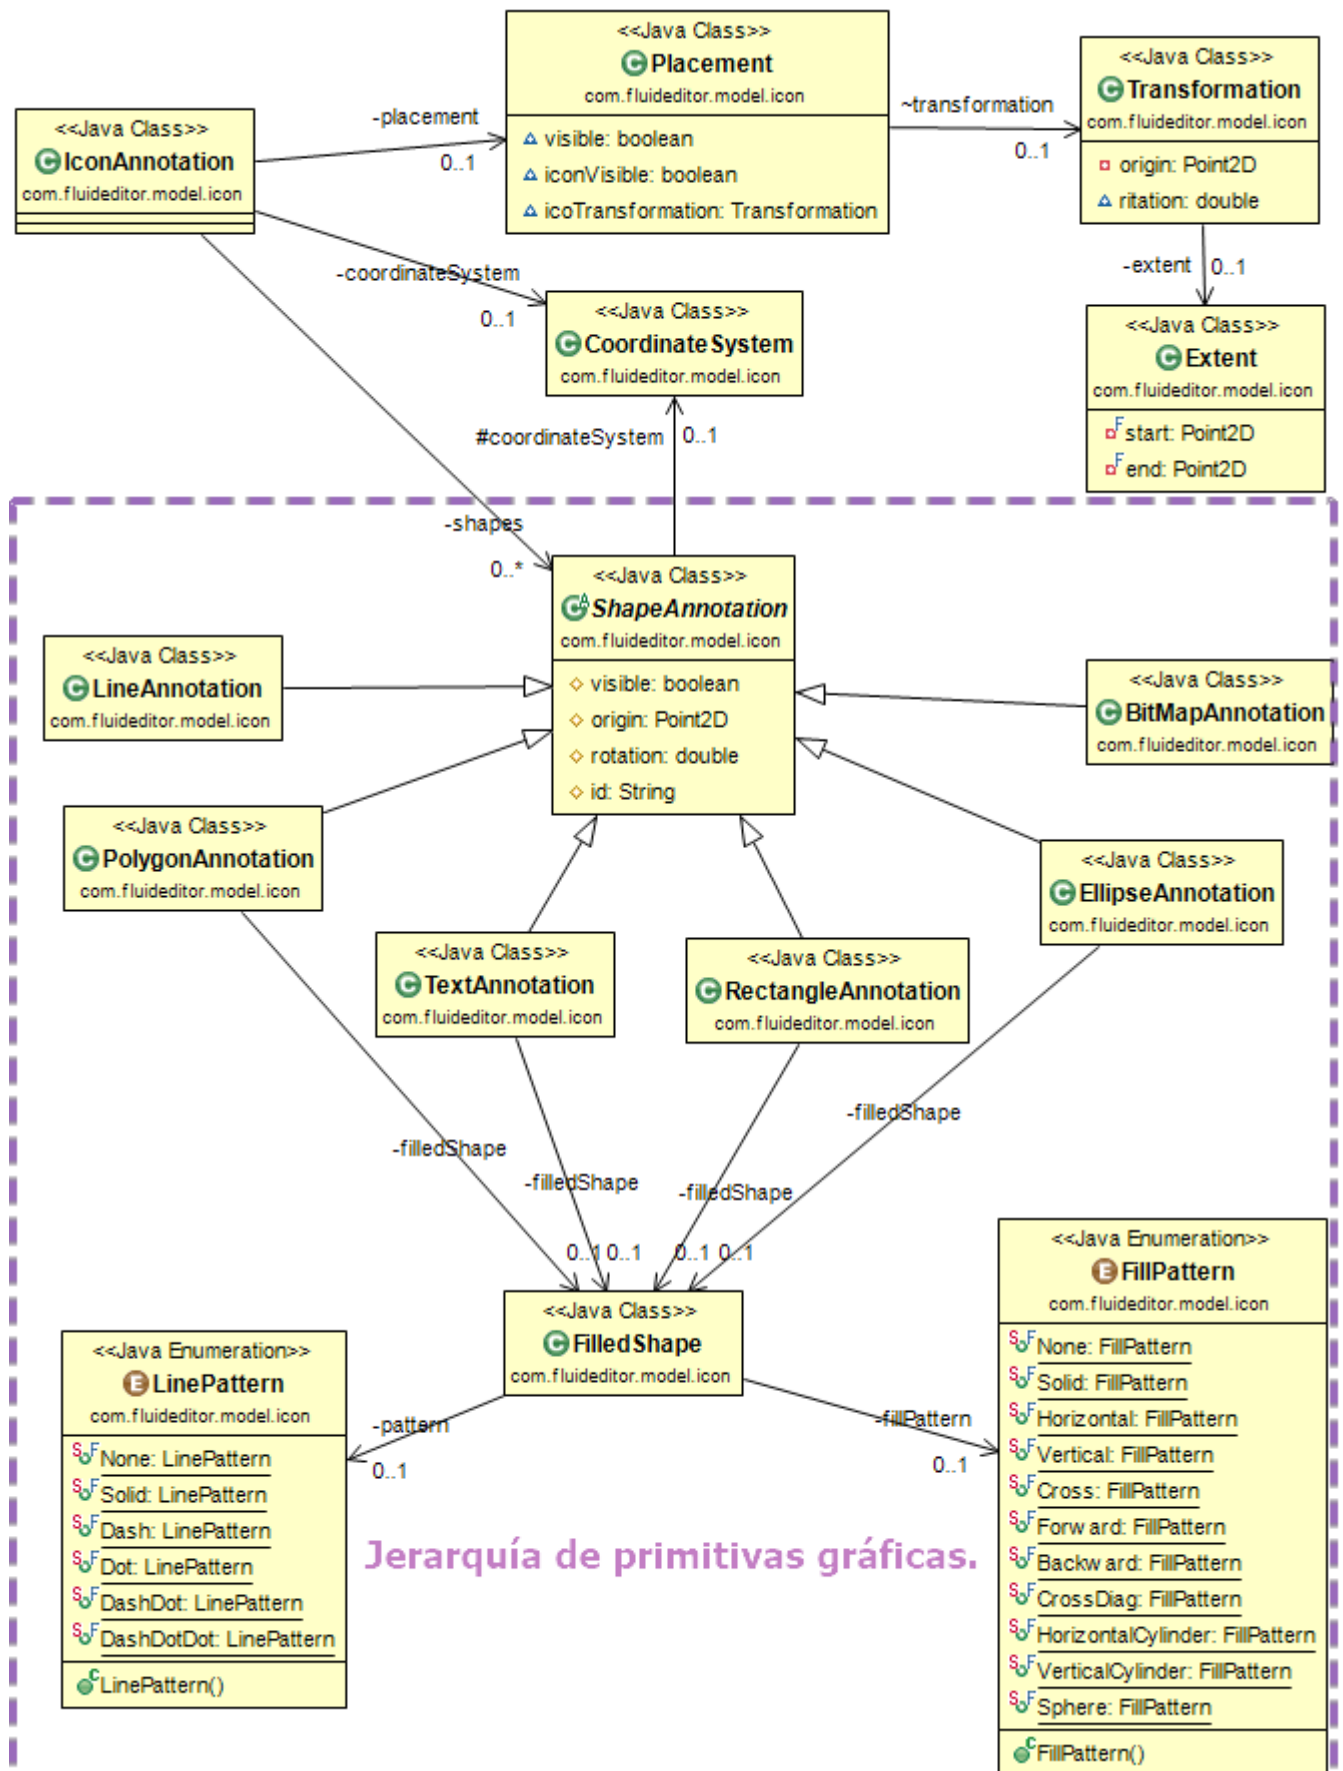 <<Java Class>>
Placement
com.fluideditor.model.icon
visible: boolean
iconVisible: boolean
icoTransformation: Transformation
<<Java Class>>
Transformation
com.fluideditor.model.icon
origin: Point2D
ritation: double
<<Java Class>>
IconAnnotation
com.fluideditor.model.icon
-placement
0..1
~transformation
0..1
-coordinateSystem
0..1
-extent
0..1
<<Java Class>>
CoordinateSystem
com.fluideditor.model.icon
<<Java Class>>
Extent
com.fluideditor.model.icon
start: Point2D
end: Point2D
#coordinateSystem
0..1
-shapes
0..*
<<Java Class>>
ShapeAnnotation
com.fluideditor.model.icon
visible: boolean
origin: Point2D
rotation: double
id: String
<<Java Class>>
LineAnnotation
com.fluideditor.model.icon
<<Java Class>>
BitMapAnnotation
com.fluideditor.model.icon
<<Java Class>>
PolygonAnnotation
com.fluideditor.model.icon
<<Java Class>>
EllipseAnnotation
com.fluideditor.model.icon
<<Java Class>>
TextAnnotation
com.fluideditor.model.icon
<<Java Class>>
RectangleAnnotation
com.fluideditor.model.icon
-filledShape
-filledShape
-filledShape
-filledShape
0..1
0..1
0..1
0..1
<<Java Class>>
FilledShape
com.fluideditor.model.icon
-pattern
0..1
-fillPattern
0..1
<<Java Enumeration>>
LinePattern
com.fluideditor.model.icon
None: LinePattern
Solid: LinePattern
Dash: LinePattern
Dot: LinePattern
DashDot: LinePattern
DashDotDot: LinePattern
LinePattern()
<<Java Enumeration>>
FillPattern
com.fluideditor.model.icon
None: FillPattern
Solid: FillPattern
Horizontal: FillPattern
Vertical: FillPattern
Cross: FillPattern
Forward: FillPattern
Backward: FillPattern
CrossDiag: FillPattern
HorizontalCylinder: FillPattern
VerticalCylinder: FillPattern
Sphere: FillPattern
FillPattern()
Jerarquía de primitivas gráficas.